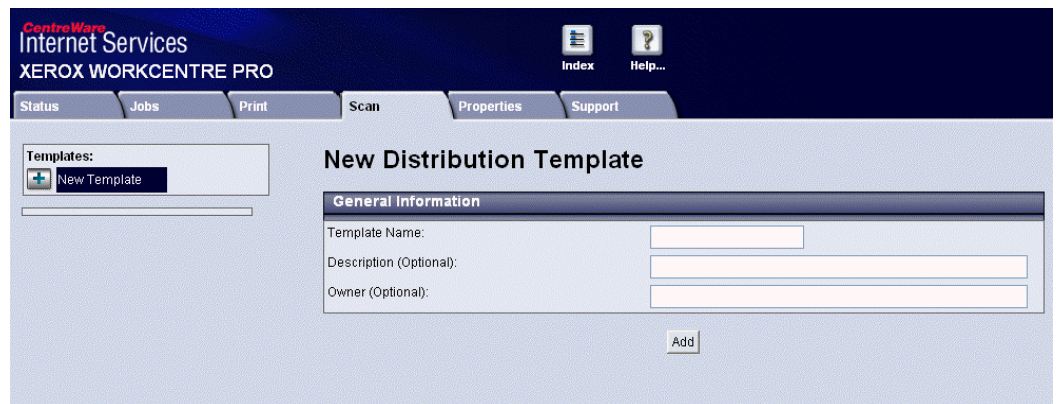 CentreWare
Internet Services
XEROX WORKCENTRE PRO
Index
Help...
Status
Jobs
Print
Scan
Properties
Support
Templates:
New Template
New Distribution Template
General Information
Template Name:
Description (Optional):
Owner (Optional):
Add